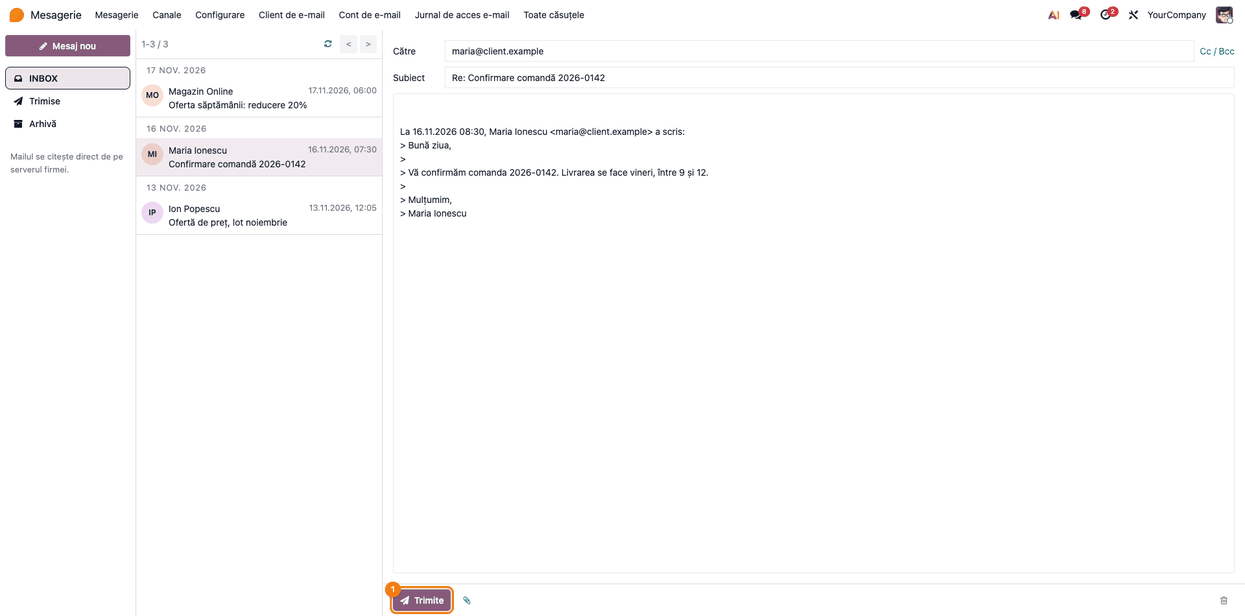 Mesagerie Mesagerie Canale Configurare Client de e-mail Cont de e-mail Jurnal de acces e-mail Toate căsuțele AI 8 2 YourCompany
Mesaj nou
INBOX
Trimise
Arhivă
Mailul se citește direct de pe
serverul firmei.
1-3 / 3 < >
17 NOV. 2026
MO Magazin Online 17.11.2026, 06:00
Oferta săptămânii: reducere 20%
16 NOV. 2026
MI Maria Ionescu 16.11.2026, 07:30
Confirmare comandă 2026-0142
13 NOV. 2026
IP Ion Popescu 13.11.2026, 12:05
Ofertă de preț, lot noiembrie
Către maria@client.example Cc / Bcc
Subiect Re: Confirmare comandă 2026-0142
La 16.11.2026 08:30, Maria Ionescu <maria@client.example> a scris:
> Bună ziua,
>
> Vă confirmăm comanda 2026-0142. Livrarea se face vineri, între 9 și 12.
>
> Mulțumim,
> Maria Ionescu
1
Trimite